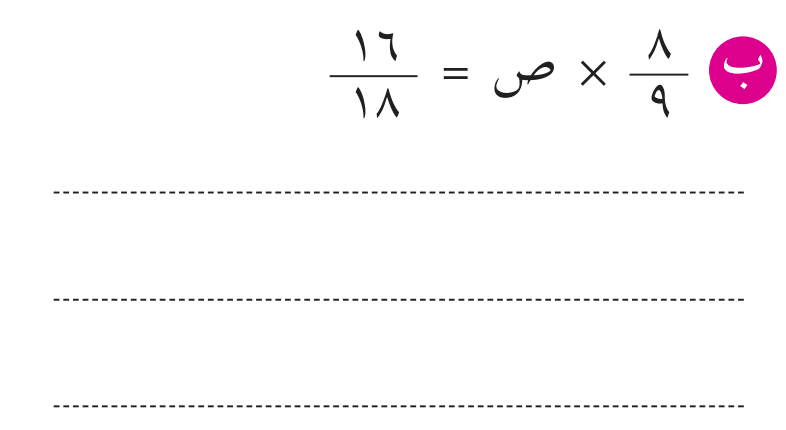 ب ٨/٩ × ص = ١٦/١٨